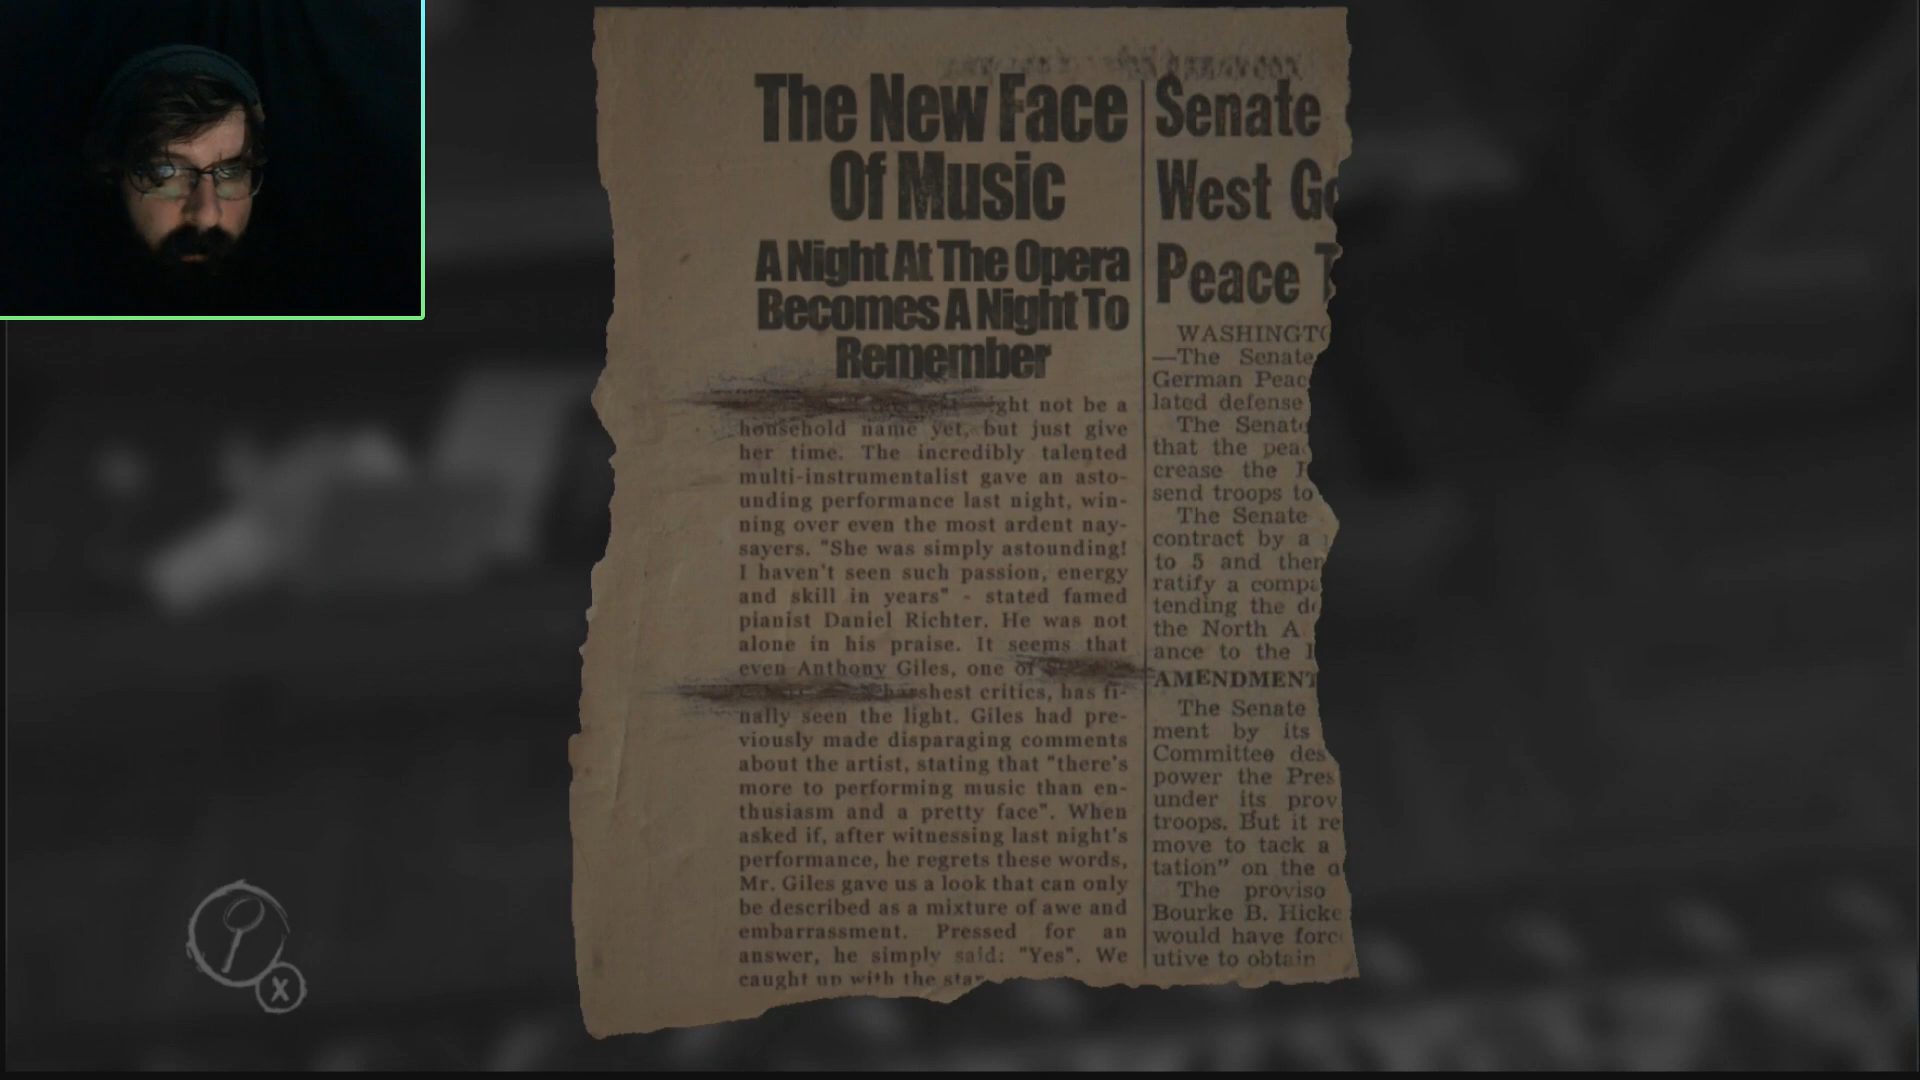 The New Face
Of Music
A Night At The Opera
Becomes A Night To
Remember
not be a
household name yet, but just give
her time. The incredibly talented
multi-instrumentalist gave an asto-
unding performance last night, win-
ning over even the most ardent nay-
sayers. "She was simply astounding!
I haven't seen such passion, energy
and skill in years" - stated famed
pianist Daniel Richter. He was not
alone in his praise. It seems that
even Anthony Giles, one of
harshest critics, has fi-
nally seen the light. Giles had pre-
viously made disparaging comments
about the artist, stating that "there's
more to performing music than en-
thusiasm and a pretty face". When
asked if, after witnessing last night's
performance, he regrets these words,
Mr. Giles gave us a look that can only
be described as a mixture of awe and
embarrassment. Pressed for an
answer, he simply said: "Yes". We
caught up with the star
Senate
West G
Peace
WASHINGT
—The Senate
German Peac
lated defense
The Senate
that the pea
crease the
send troops to
The Senate
contract by a
to 5 and then
ratify a compa
tending the d
the North A
ance to the
AMENDMENT
The Senate
ment by its
Committee des
power the Pres
under its prov
troops. But it re
move to tack a
tation" on the
The proviso
Bourke B. Hicke
would have forc
utive to obtain
X